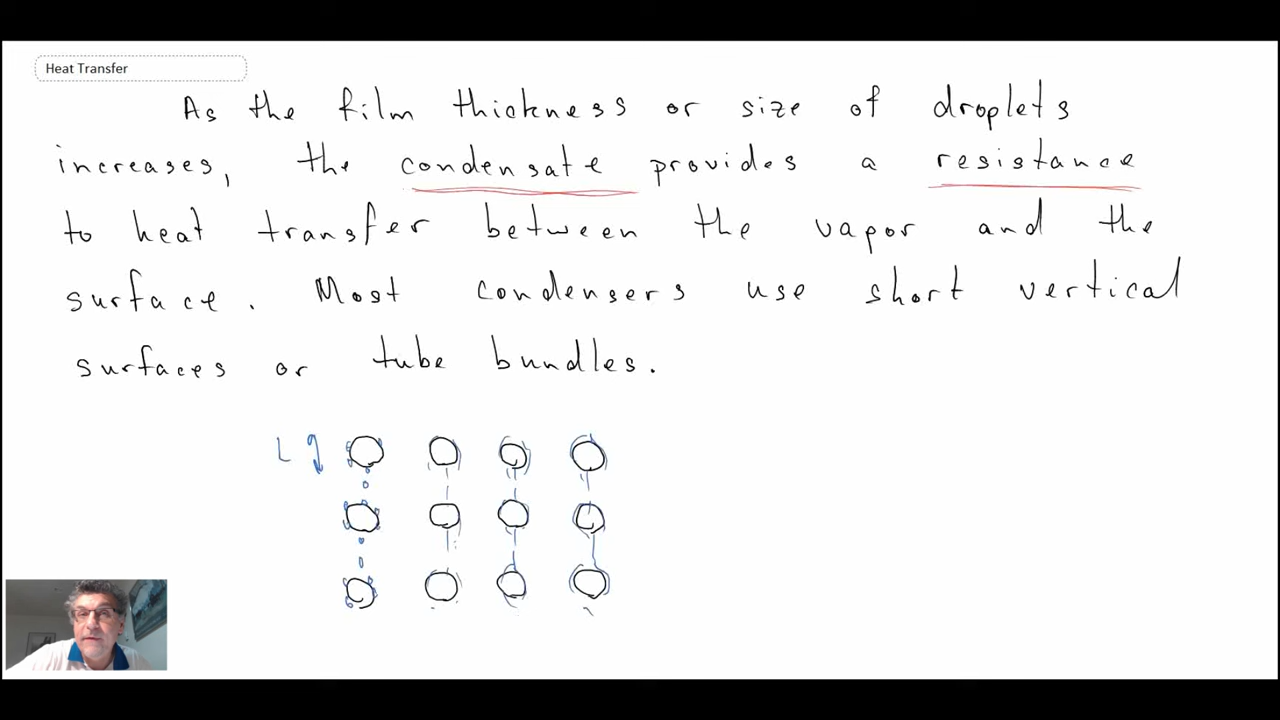 Heat Transfer
As the film thickness or size of droplets
increases, the condensate provides a resistance
to heat transfer between the vapor and the
surface. Most condensers use short vertical
surfaces or tube bundles.
L